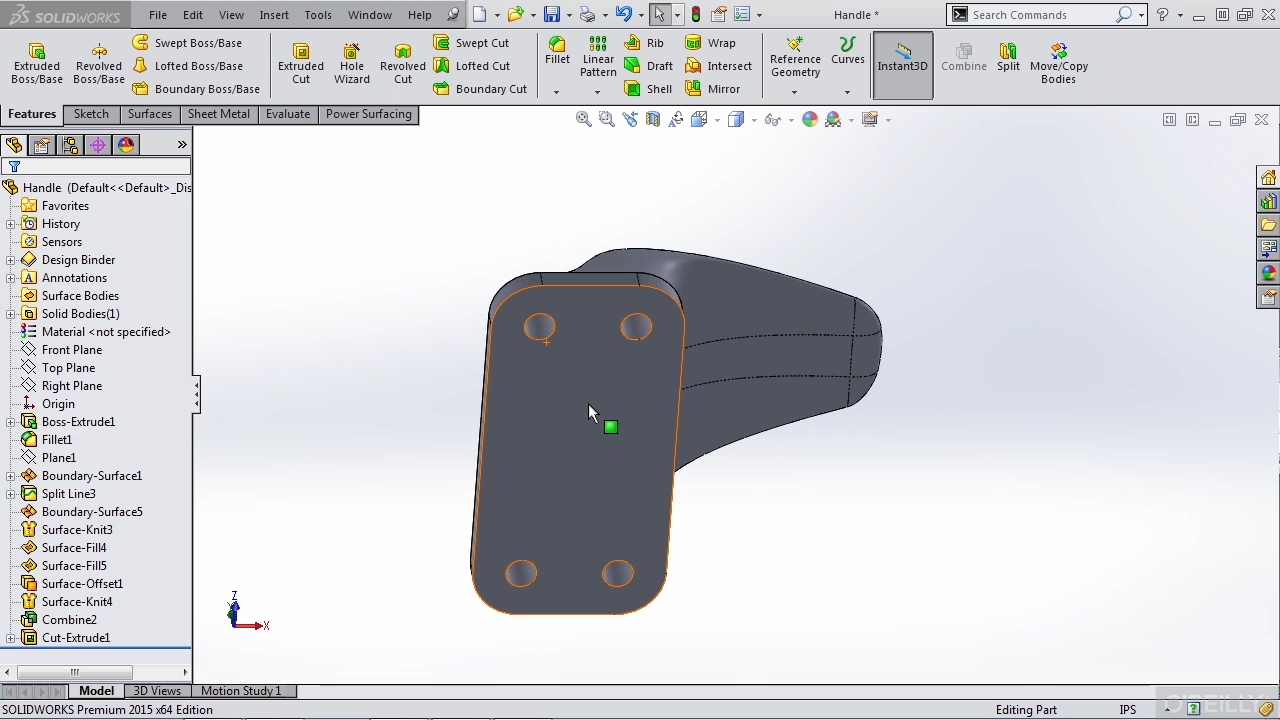 SOLIDWORKS File Edit View Insert Tools Window Help Handle * Search Commands
Extruded Boss/Base Revolved Boss/Base Swept Boss/Base Lofted Boss/Base Boundary Boss/Base Extruded Cut Hole Wizard Revolved Cut Swept Cut Lofted Cut Boundary Cut Fillet Linear Pattern Rib Draft Shell Wrap Intersect Mirror Reference Geometry Curves Instant3D Combine Split Move/Copy Bodies
Features Sketch Surfaces Sheet Metal Evaluate Power Surfacing
Handle (Default<<Default>_Dis
Favorites
History
Sensors
Design Binder
Annotations
Surface Bodies
Solid Bodies(1)
Material <not specified>
Front Plane
Top Plane
Right Plane
Origin
Boss-Extrude1
Fillet1
Plane1
Boundary-Surface1
Split Line3
Boundary-Surface5
Surface-Knit3
Surface-Fill4
Surface-Fill5
Surface-Offset1
Surface-Knit4
Combine2
Cut-Extrude1
Z
X
Model 3D Views Motion Study 1
SOLIDWORKS Premium 2015 x64 Edition Editing Part IPS
O'REILLY